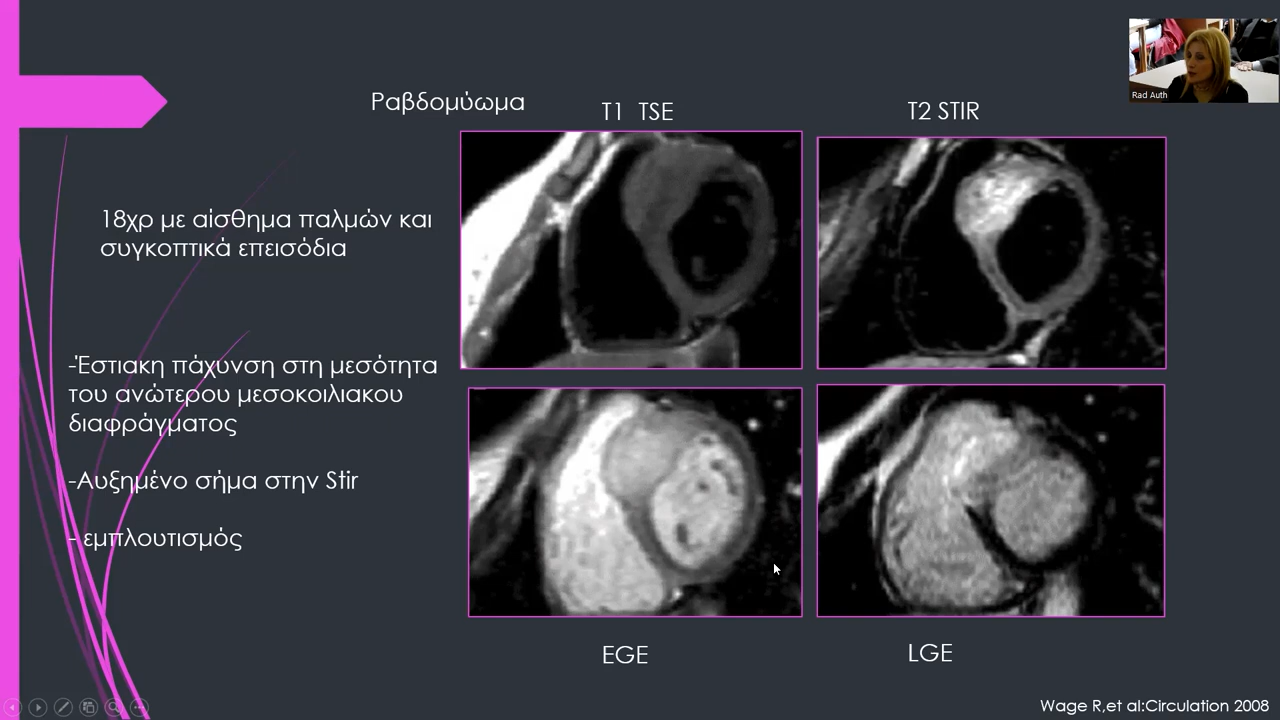 Rad Auth
Ραβδομύωμα
T1 TSE
T2 STIR
18χρ με αίσθημα παλμών και
συγκοπτικά επεισόδια
-Έστιακη πάχυνση στη μεσότητα
του ανώτερου μεσοκοιλιακου
διαφράγματος
-Αυξημένο σήμα στην Stir
- εμπλουτισμός
EGE
LGE
Wage R,et al:Circulation 2008